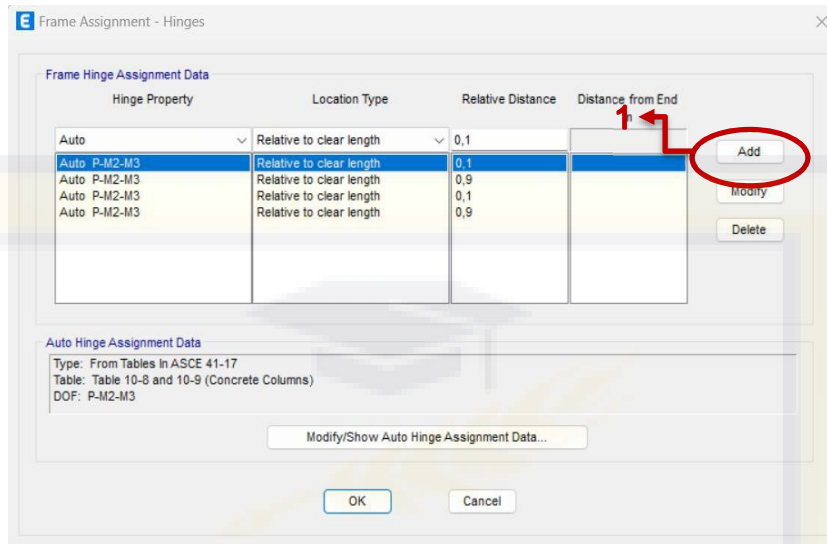 E Frame Assignment - Hinges
Frame Hinge Assignment Data
Hinge Property Location Type Relative Distance Distance from End
1
Auto Relative to clear length 0,1
Add
Auto P-M2-M3 Relative to clear length 0,1
Auto P-M2-M3 Relative to clear length 0,9
Auto P-M2-M3 Relative to clear length 0,1
Auto P-M2-M3 Relative to clear length 0,9
Modify
Delete
Auto Hinge Assignment Data
Type: From Tables In ASCE 41-17
Table: Table 10-8 and 10-9 (Concrete Columns)
DOF: P-M2-M3
Modify/Show Auto Hinge Assignment Data...
OK Cancel